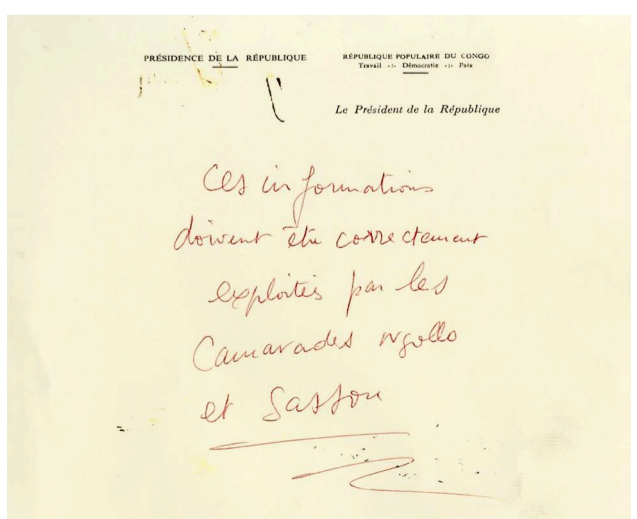 PRÉSIDENCE DE LA RÉPUBLIQUE
RÉPUBLIQUE POPULAIRE DU CONGO
Travail -:- Démocratie -:- Paix
Le Président de la République
Ces informations
doivent être correctement
exploités par les
Camarades Ngollo
et Sassou